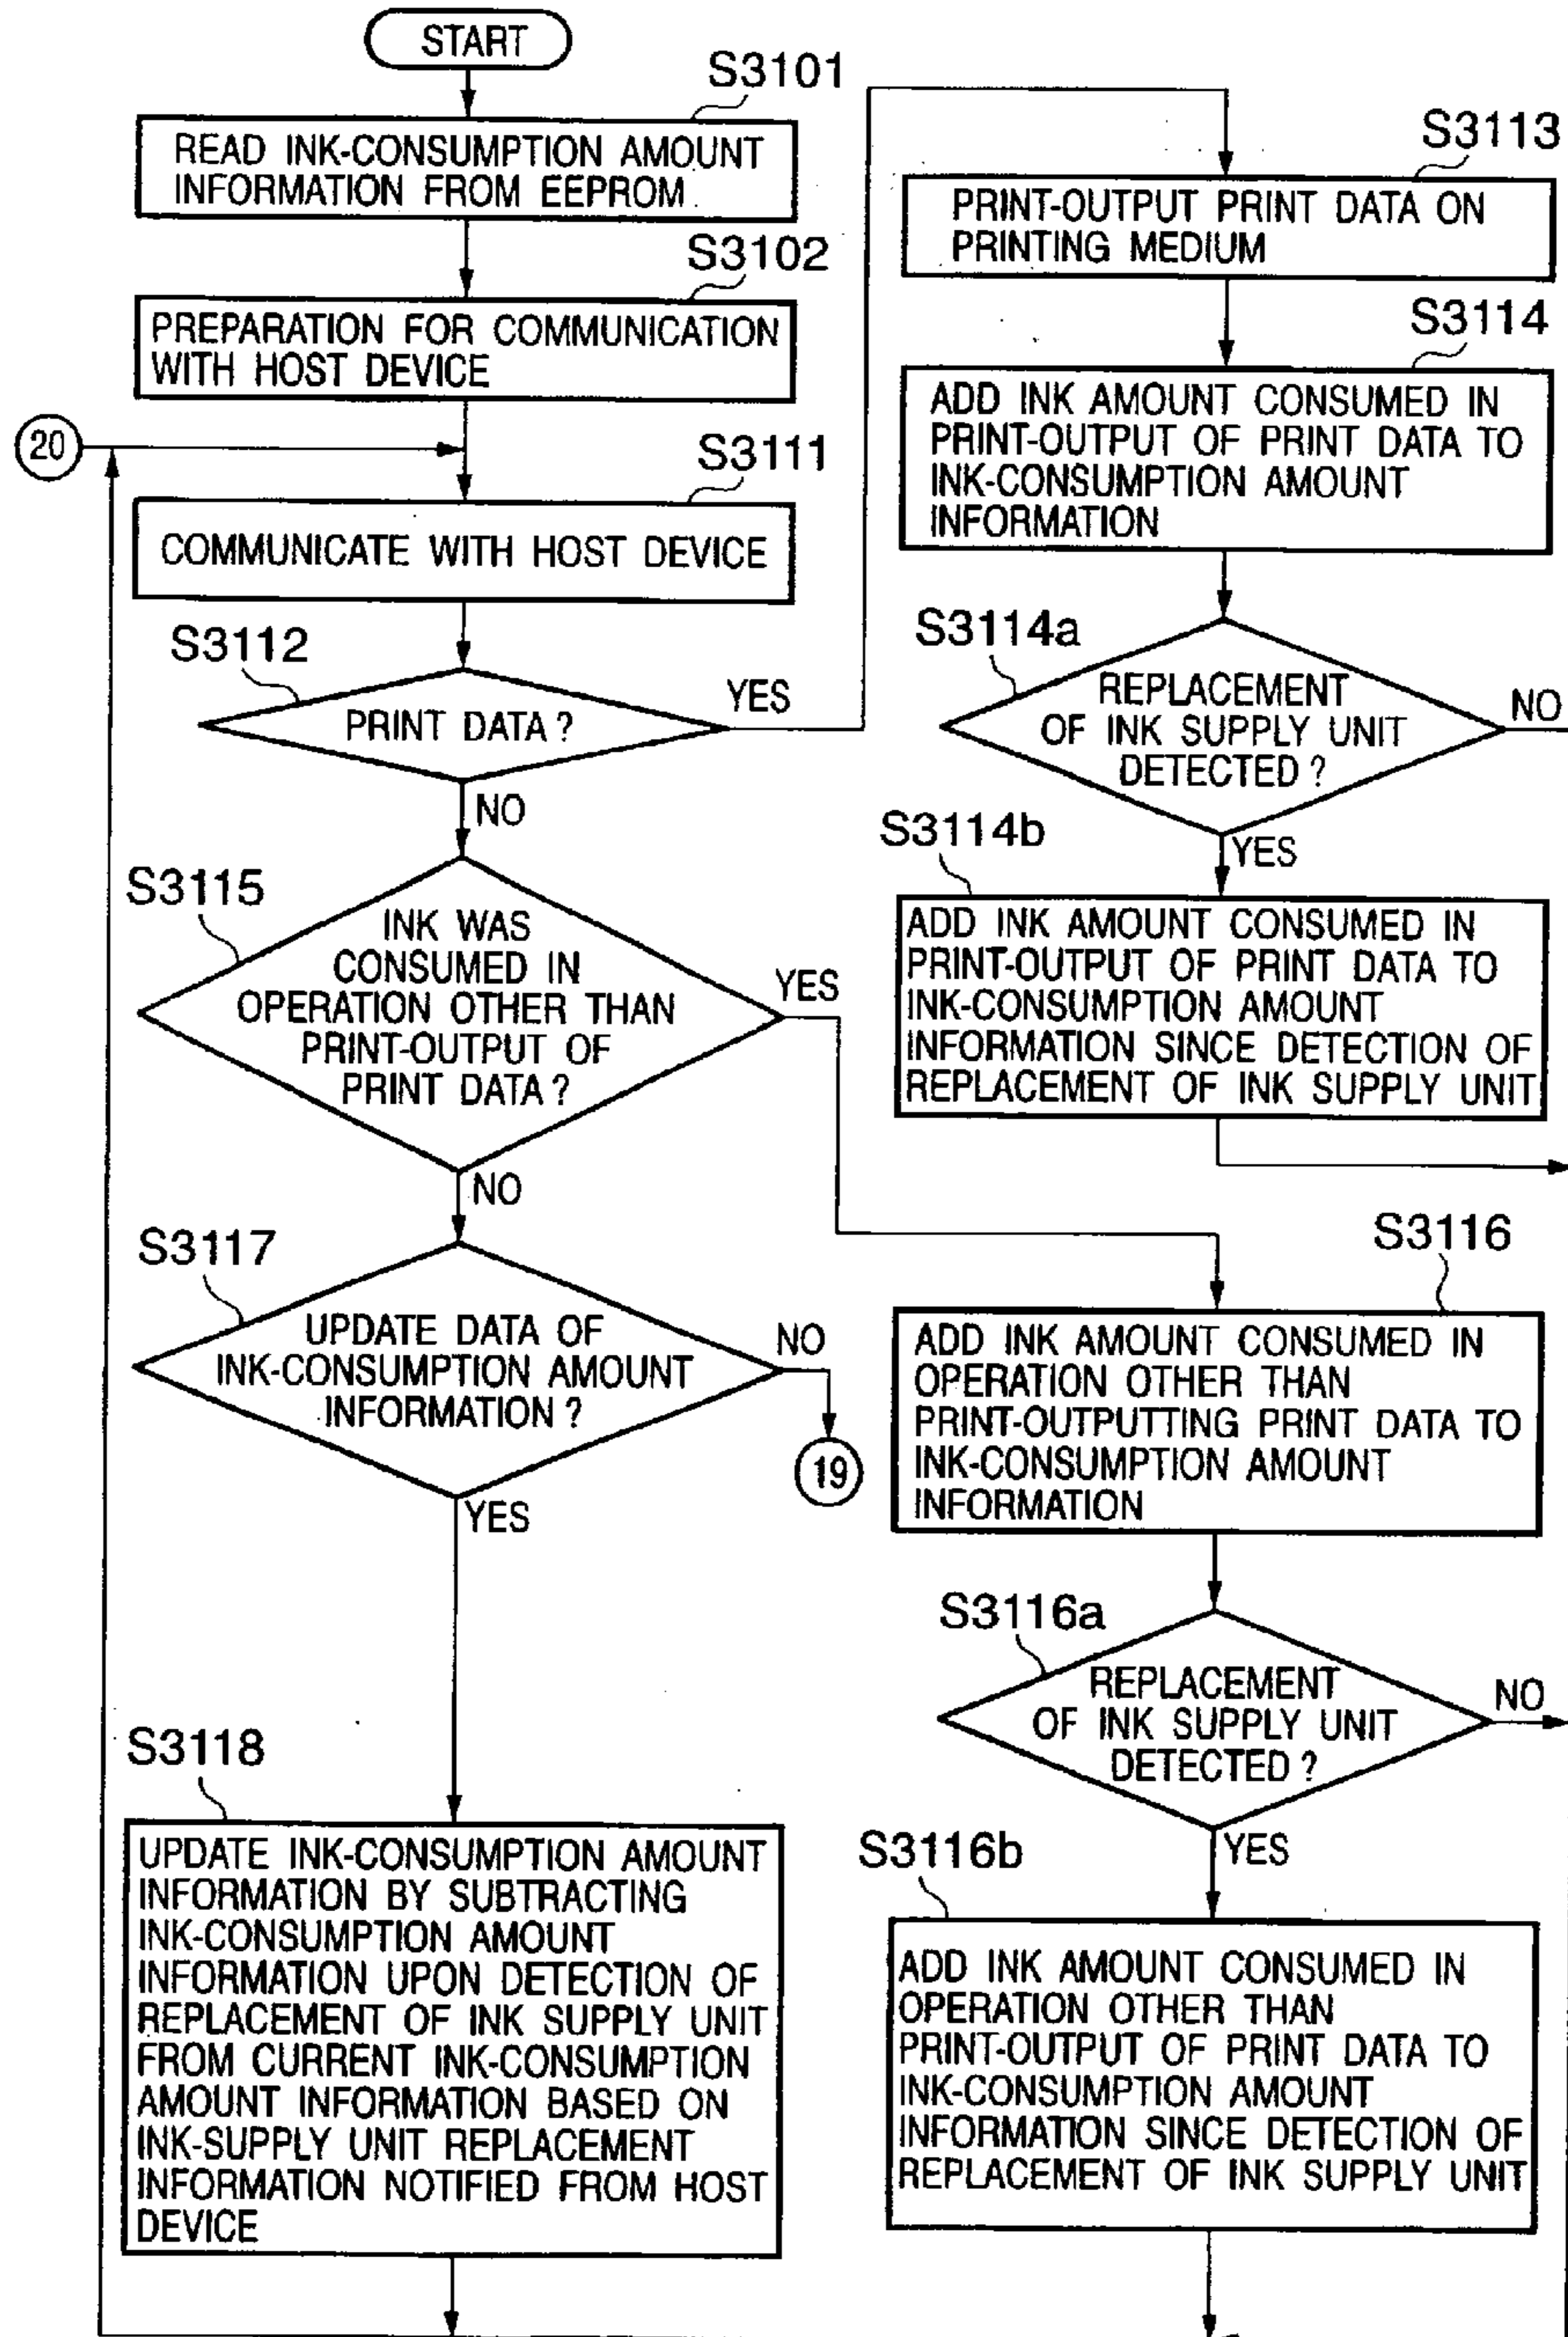 START
S3101
READ INK-CONSUMPTION AMOUNT
INFORMATION FROM EEPROM
S3102
PREPARATION FOR COMMUNICATION
WITH HOST DEVICE
20
S3111
COMMUNICATE WITH HOST DEVICE
S3112
PRINT DATA?
YES
NO
S3115
INK WAS
CONSUMED IN
OPERATION OTHER THAN
PRINT-OUTPUT OF
PRINT DATA?
YES
NO
S3117
UPDATE DATA OF
INK-CONSUMPTION AMOUNT
INFORMATION?
NO
19
YES
S3118
UPDATE INK-CONSUMPTION AMOUNT
INFORMATION BY SUBTRACTING
INK-CONSUMPTION AMOUNT
INFORMATION UPON DETECTION OF
REPLACEMENT OF INK SUPPLY UNIT
FROM CURRENT INK-CONSUMPTION
AMOUNT INFORMATION BASED ON
INK-SUPPLY UNIT REPLACEMENT
INFORMATION NOTIFIED FROM HOST
DEVICE
S3113
PRINT-OUTPUT PRINT DATA ON
PRINTING MEDIUM
S3114
ADD INK AMOUNT CONSUMED IN
PRINT-OUTPUT OF PRINT DATA TO
INK-CONSUMPTION AMOUNT
INFORMATION
S3114a
REPLACEMENT
OF INK SUPPLY UNIT
DETECTED?
NO
YES
S3114b
ADD INK AMOUNT CONSUMED IN
PRINT-OUTPUT OF PRINT DATA TO
INK-CONSUMPTION AMOUNT
INFORMATION SINCE DETECTION OF
REPLACEMENT OF INK SUPPLY UNIT
S3116
ADD INK AMOUNT CONSUMED IN
OPERATION OTHER THAN
PRINT-OUTPUTTING PRINT DATA TO
INK-CONSUMPTION AMOUNT
INFORMATION
S3116a
REPLACEMENT
OF INK SUPPLY UNIT
DETECTED?
NO
YES
S3116b
ADD INK AMOUNT CONSUMED IN
OPERATION OTHER THAN
PRINT-OUTPUT OF PRINT DATA TO
INK-CONSUMPTION AMOUNT
INFORMATION SINCE DETECTION OF
REPLACEMENT OF INK SUPPLY UNIT